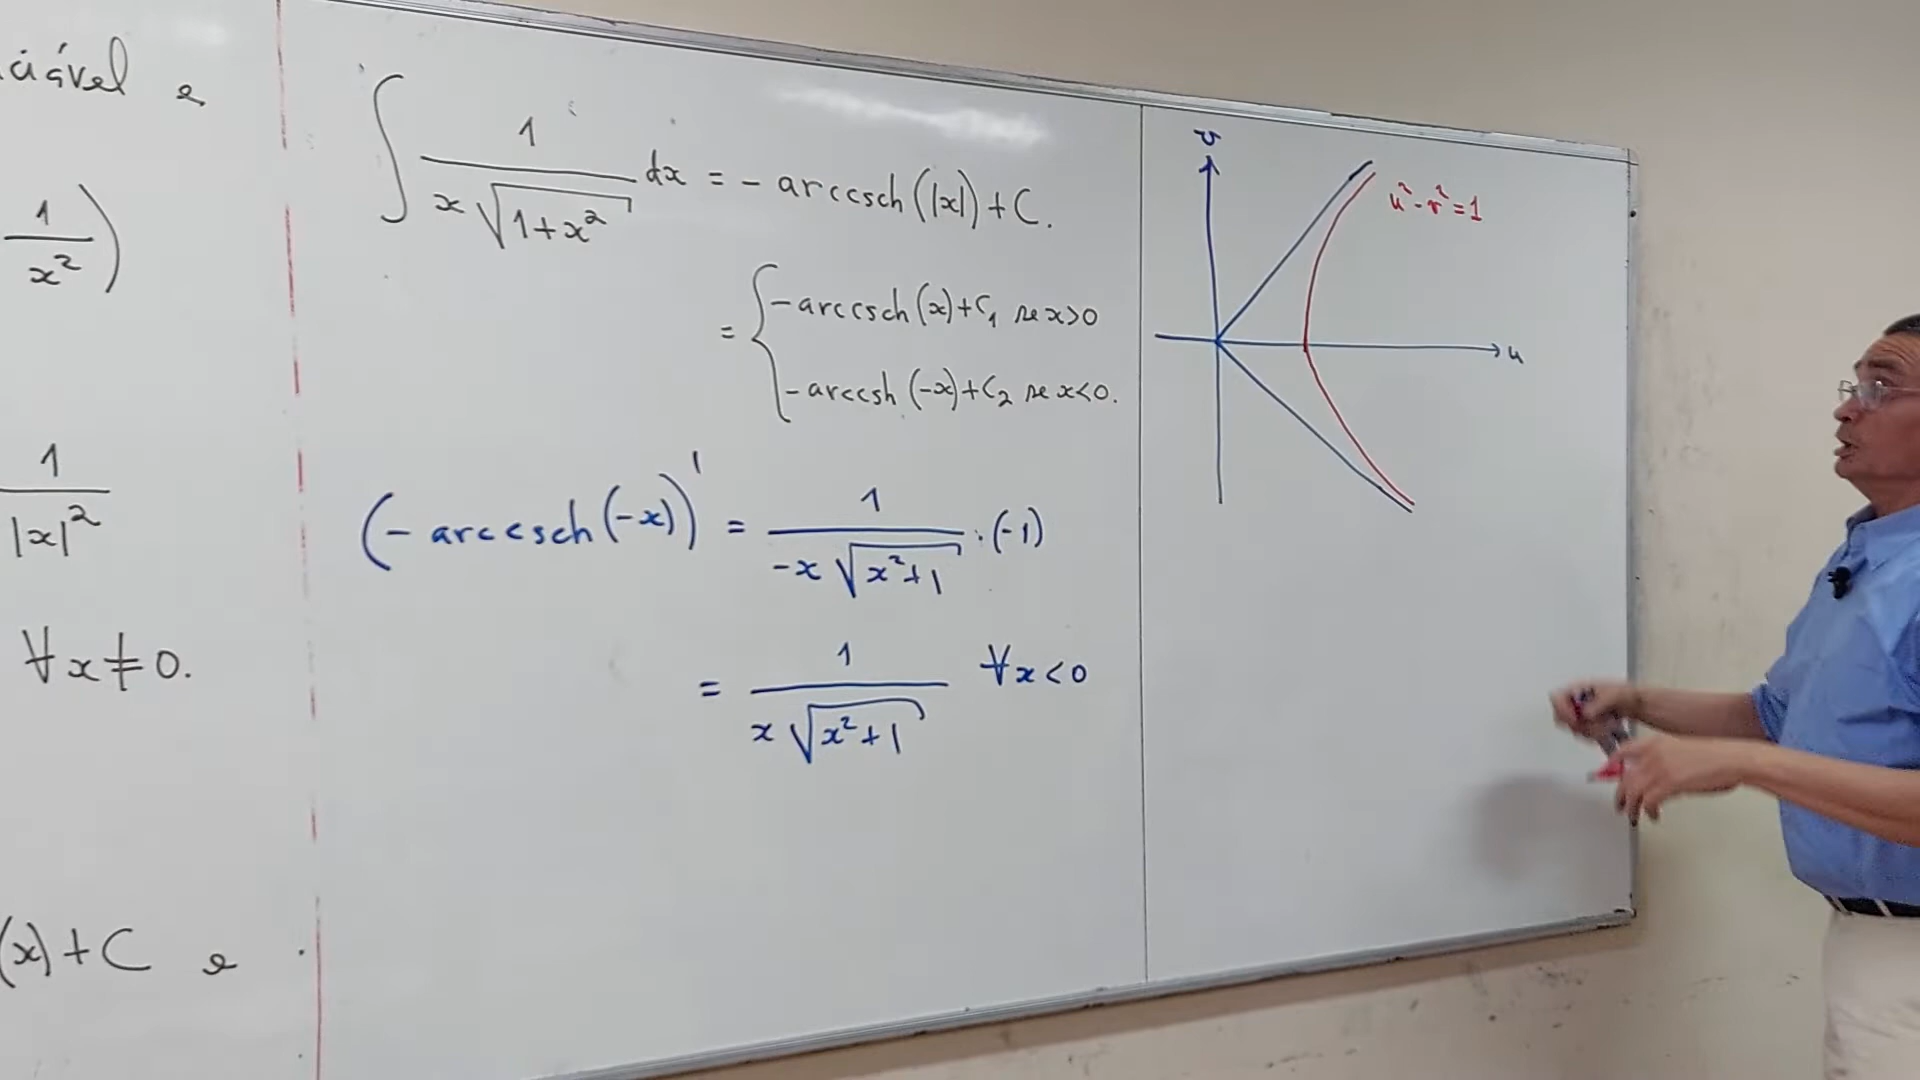 ciável e
1/x²)
1/|x|²
∀x≠0.
(x)+C e
∫ 1/(x√(1+x²)) dx = - arccsch(|x|)+C.
= { -arccsch(x)+C₁ se x>0
-arccsh(-x)+C₂ se x<0.
(- arccsch(-x))' = 1/(-x√(x²+1)) · (-1)
= 1/(x√(x²+1)) ∀x<0
v
u²-v²=1
u